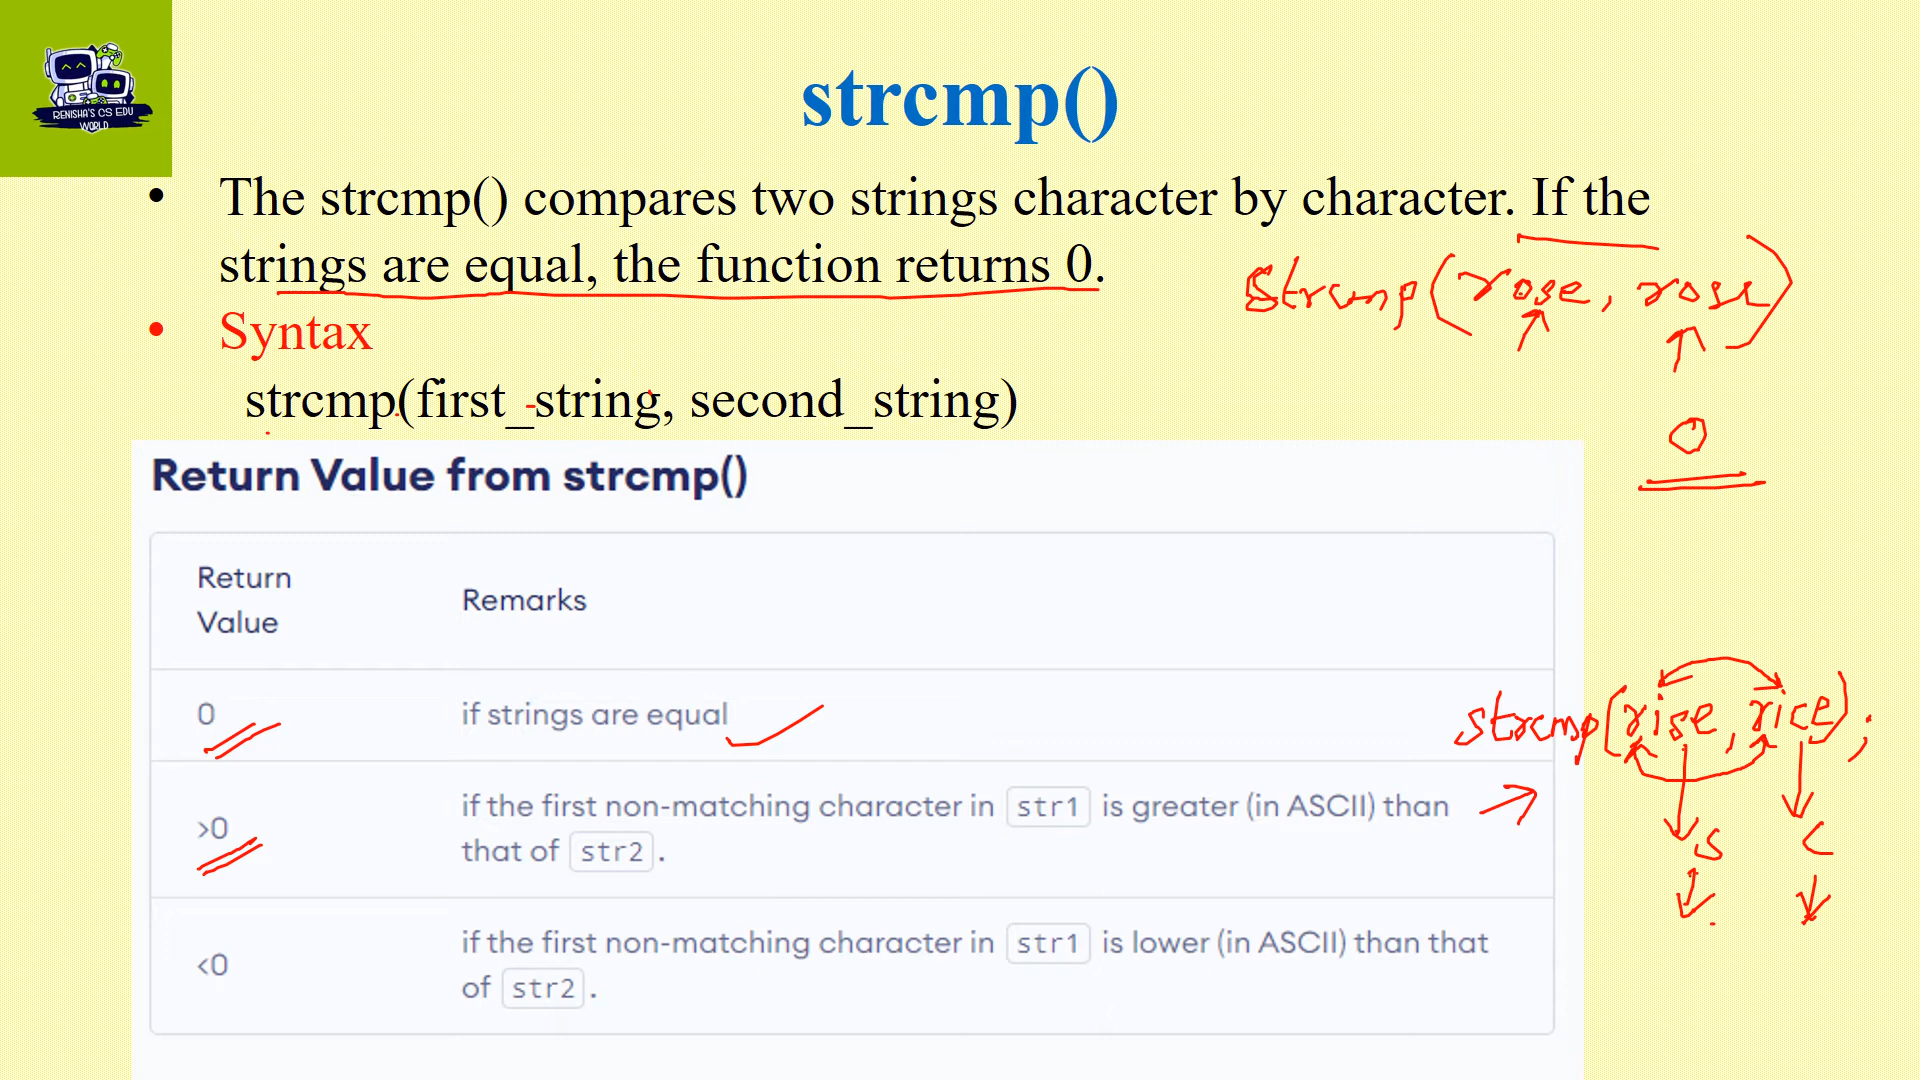 RENISHA'S CS EDU
WORLD
strcmp()
• The strcmp() compares two strings character by character. If the
strings are equal, the function returns 0.
strcmp(rose, rose)
• Syntax
strcmp(first_string, second_string)
0
Return Value from strcmp()
Return
Value
Remarks
0 if strings are equal
strcmp(rise, rice);
>0 if the first non-matching character in str1 is greater (in ASCII) than
that of str2.
s c
<0 if the first non-matching character in str1 is lower (in ASCII) than that
of str2.